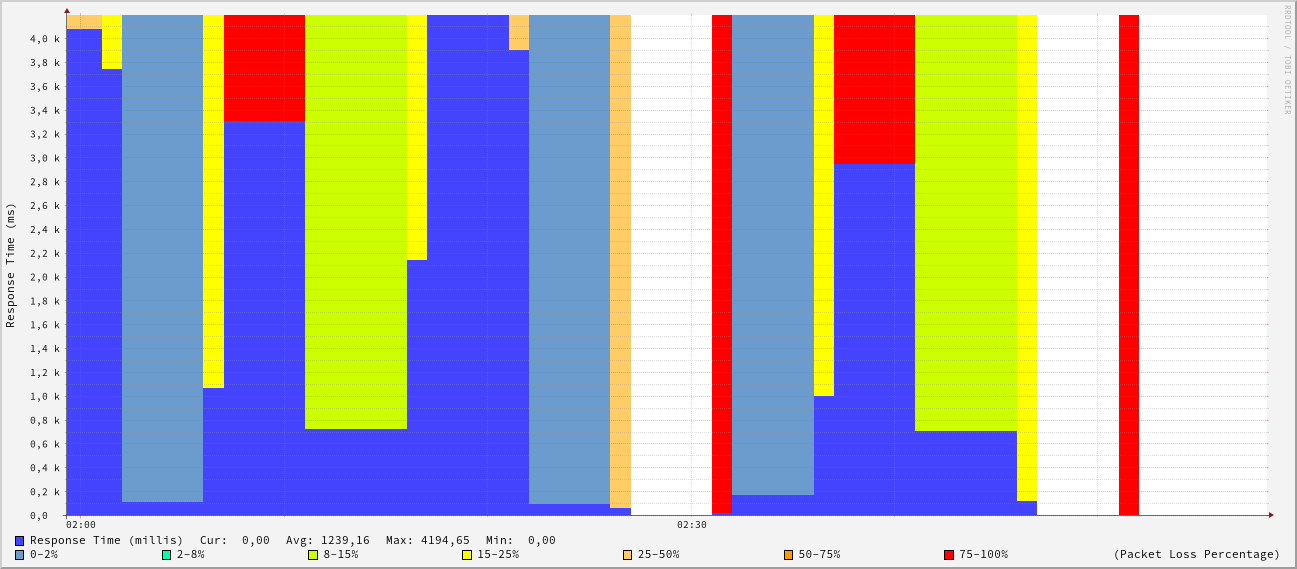 RRDTOOL / TOBI OETIKER
Response Time (ms)
4,0 k
3,8 k
3,6 k
3,4 k
3,2 k
3,0 k
2,8 k
2,6 k
2,4 k
2,2 k
2,0 k
1,8 k
1,6 k
1,4 k
1,2 k
1,0 k
0,8 k
0,6 k
0,4 k
0,2 k
0,0
02:00 02:30
Response Time (millis) Cur: 0,00 Avg: 1239,16 Max: 4194,65 Min: 0,00
0-2% 2-8% 8-15% 15-25% 25-50% 50-75% 75-100% (Packet Loss Percentage)